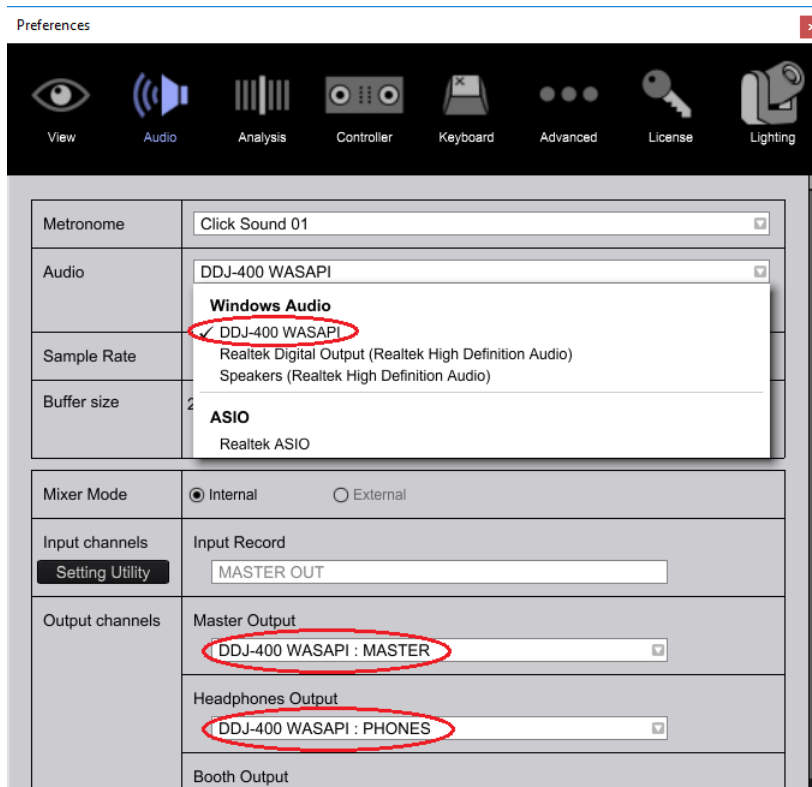 Preferences
x
View Audio Analysis Controller Keyboard Advanced License Lighting
Metronome Click Sound 01
Audio DDJ-400 WASAPI
Windows Audio
✓ DDJ-400 WASAPI
Realtek Digital Output (Realtek High Definition Audio)
Sample Rate
Speakers (Realtek High Definition Audio)
Buffer size 2
ASIO
Realtek ASIO
Mixer Mode Internal External
Input channels Input Record
Setting Utility MASTER OUT
Output channels Master Output
DDJ-400 WASAPI : MASTER
Headphones Output
DDJ-400 WASAPI : PHONES
Booth Output